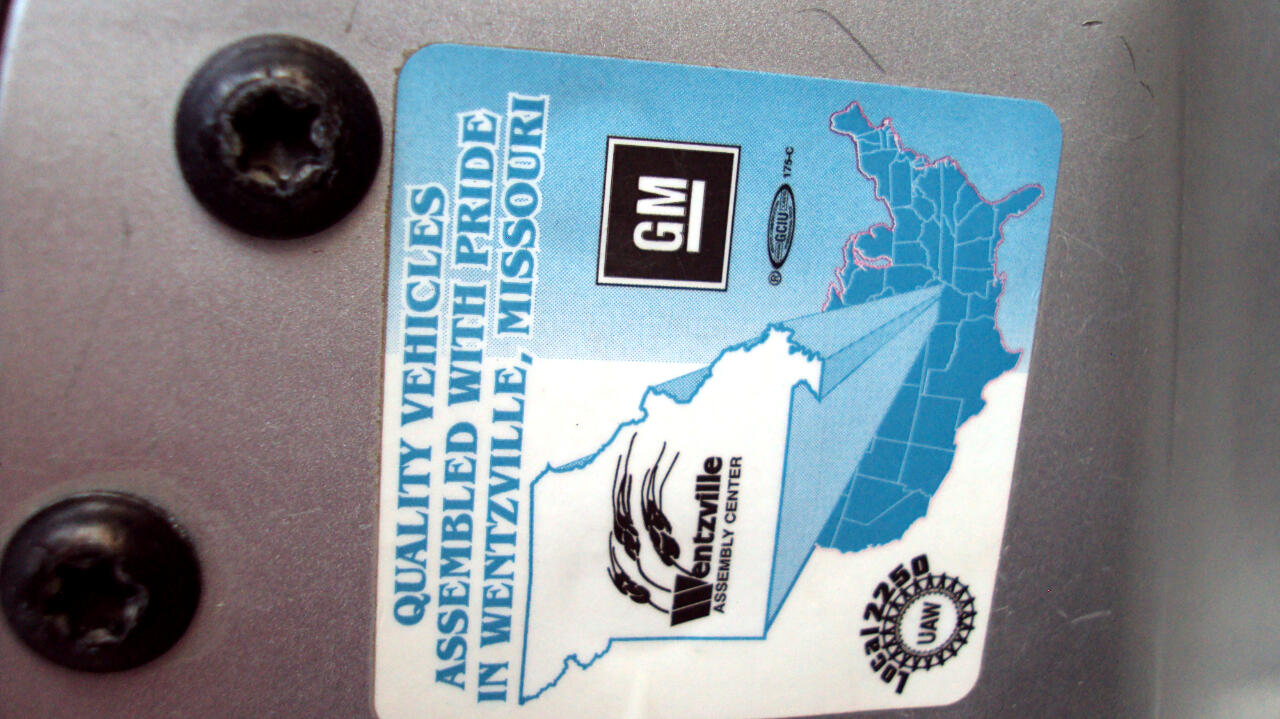 QUALITY VEHICLES
ASSEMBLED WITH PRIDE
IN WENTZVILLE, MISSOURI
GM
® GCIU 175-C
Wentzville
ASSEMBLY CENTER
Local 2250
UAW